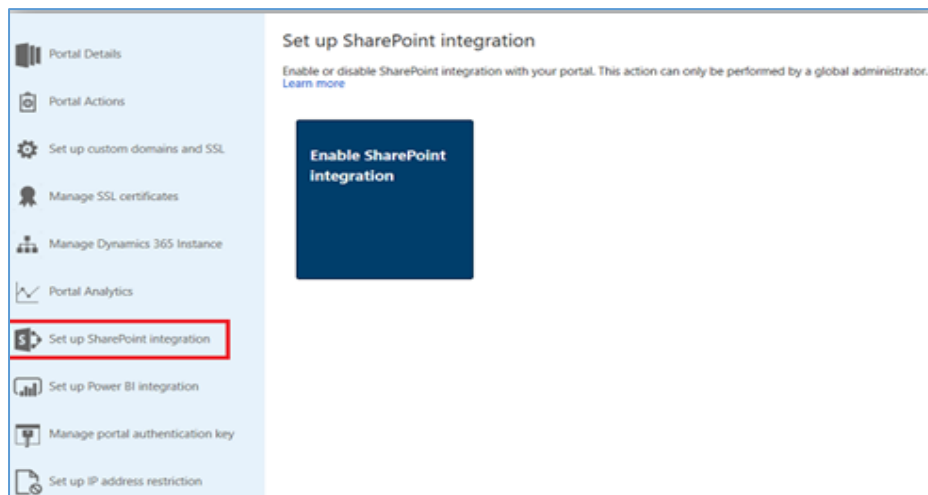 Portal Details
Portal Actions
Set up custom domains and SSL
Manage SSL certificates
Manage Dynamics 365 Instance
Portal Analytics
Set up SharePoint integration
Set up Power BI integration
Manage portal authentication key
Set up IP address restriction
Set up SharePoint integration
Enable or disable SharePoint integration with your portal. This action can only be performed by a global administrator.
Learn more
Enable SharePoint
integration